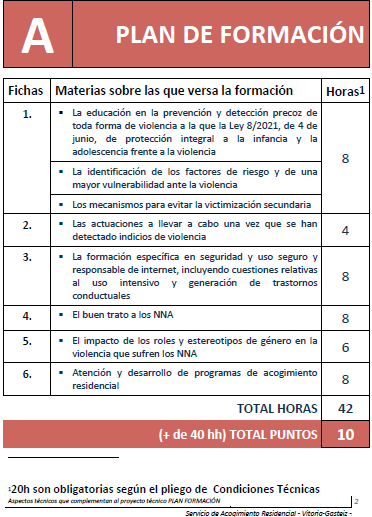 A PLAN DE FORMACIÓN
Fichas Materias sobre las que versa la formación Horas1
1. ▪ La educación en la prevención y detección precoz de
toda forma de violencia a la que la Ley 8/2021, de 4 de
junio, de protección integral a la infancia y la
adolescencia frente a la violencia
▪ La identificación de los factores de riesgo y de una
mayor vulnerabilidad ante la violencia
▪ Los mecanismos para evitar la victimización secundaria
8
2. ▪ Las actuaciones a llevar a cabo una vez que se han
detectado indicios de violencia
4
3. ▪ La formación específica en seguridad y uso seguro y
responsable de internet, incluyendo cuestiones relativas
al uso intensivo y generación de trastornos
conductuales
8
4. ▪ El buen trato a los NNA 8
5. ▪ El impacto de los roles y estereotipos de género en la
violencia que sufren los NNA
6
6. ▪ Atención y desarrollo de programas de acogimiento
residencial
8
TOTAL HORAS 42
(+ de 40 hh) TOTAL PUNTOS 10
120h son obligatorias según el pliego de Condiciones Técnicas
Aspectos técnicos que complementan al proyecto técnico PLAN FORMACIÓN 2
Servicio de Acogimiento Residencial - Vitoria-Gasteiz -